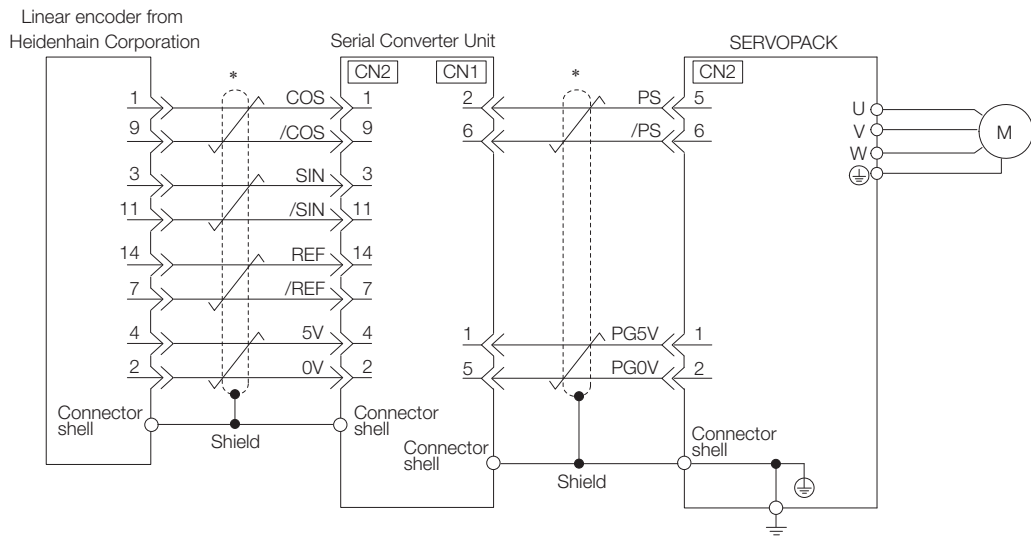 Linear encoder from
Heidenhain Corporation
Serial Converter Unit
SERVOPACK
CN2
CN1
CN2
*
*
1
COS
1
2
PS
5
9
/COS
9
6
/PS
6
3
SIN
3
11
/SIN
11
14
REF
14
7
/REF
7
4
5V
4
1
PG5V
1
2
0V
2
5
PG0V
2
U
V
W
M
Connector
shell
Shield
Connector
shell
Connector
shell
Shield
Connector
shell